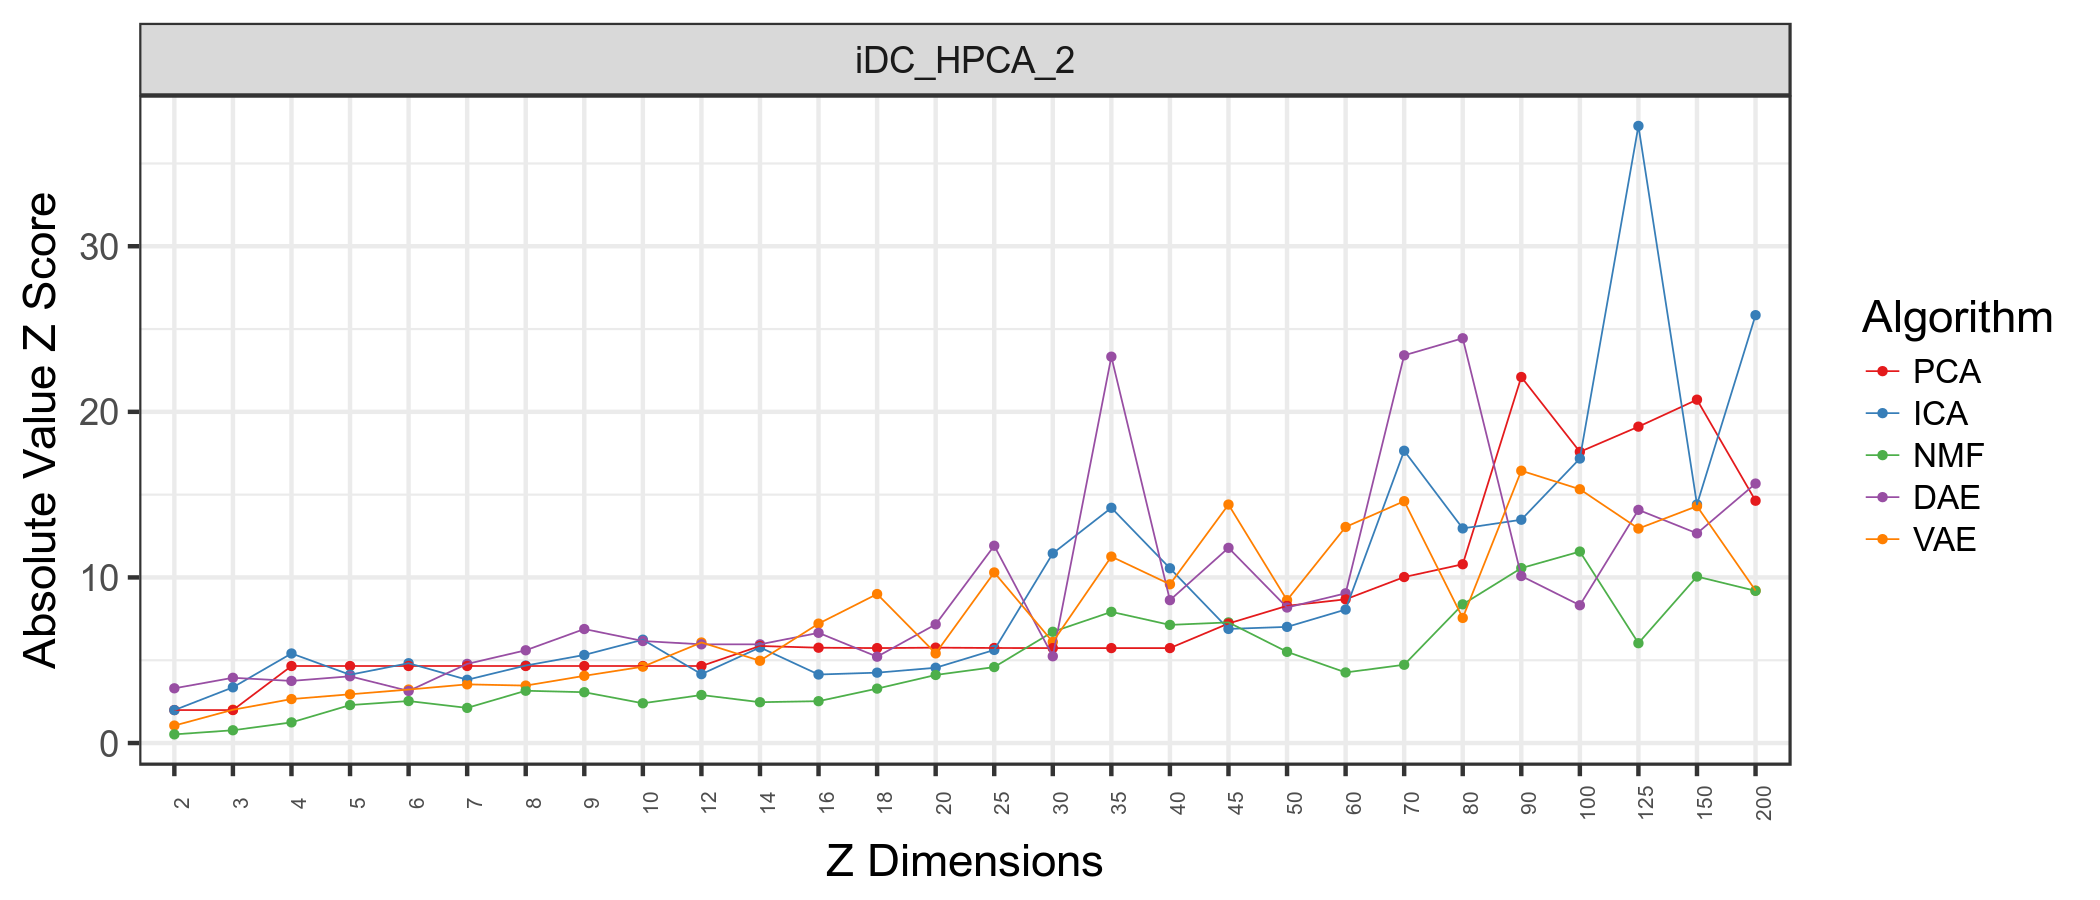 iDC_HPCA_2
Absolute Value Z Score
30
20
10
0
2 3 4 5 6 7 8 9 10 12 14 16 18 20 25 30 35 40 45 50 60 70 80 90 100 125 150 200
Z Dimensions
Algorithm
PCA
ICA
NMF
DAE
VAE